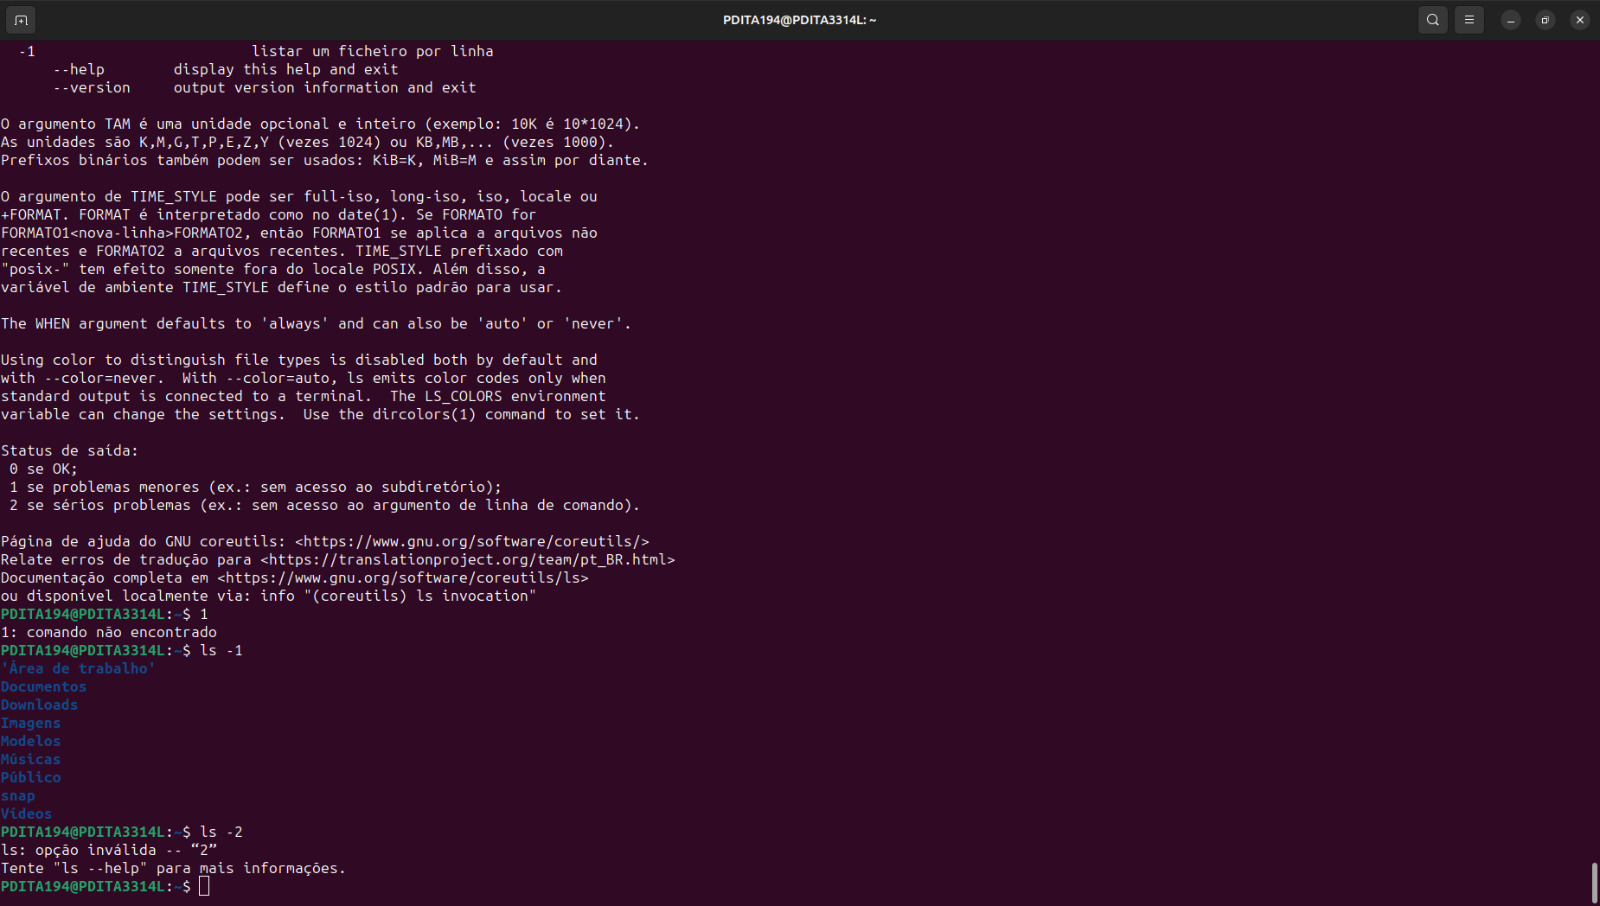 PDITA194@PDITA3314L: ~
-1                         listar um ficheiro por linha
--help        display this help and exit
--version     output version information and exit
O argumento TAM é uma unidade opcional e inteiro (exemplo: 10K é 10*1024).
As unidades são K,M,G,T,P,E,Z,Y (vezes 1024) ou KB,MB,... (vezes 1000).
Prefixos binários também podem ser usados: KiB=K, MiB=M e assim por diante.
O argumento de TIME_STYLE pode ser full-iso, long-iso, iso, locale ou
+FORMAT. FORMAT é interpretado como no date(1). Se FORMATO for
FORMATO1<nova-linha>FORMATO2, então FORMATO1 se aplica a arquivos não
recentes e FORMATO2 a arquivos recentes. TIME_STYLE prefixado com
"posix-" tem efeito somente fora do locale POSIX. Além disso, a
variável de ambiente TIME_STYLE define o estilo padrão para usar.
The WHEN argument defaults to 'always' and can also be 'auto' or 'never'.
Using color to distinguish file types is disabled both by default and
with --color=never.  With --color=auto, ls emits color codes only when
standard output is connected to a terminal.  The LS_COLORS environment
variable can change the settings.  Use the dircolors(1) command to set it.
Status de saída:
0 se OK;
1 se problemas menores (ex.: sem acesso ao subdiretório);
2 se sérios problemas (ex.: sem acesso ao argumento de linha de comando).
Página de ajuda do GNU coreutils: <https://www.gnu.org/software/coreutils/>
Relate erros de tradução para <https://translationproject.org/team/pt_BR.html>
Documentação completa em <https://www.gnu.org/software/coreutils/ls>
ou disponível localmente via: info "(coreutils) ls invocation"
PDITA194@PDITA3314L:~$ 1
1: comando não encontrado
PDITA194@PDITA3314L:~$ ls -1
'Área de trabalho'
Documentos
Downloads
Imagens
Modelos
Músicas
Público
snap
Vídeos
PDITA194@PDITA3314L:~$ ls -2
ls: opção inválida -- “2”
Tente "ls --help" para mais informações.
PDITA194@PDITA3314L:~$